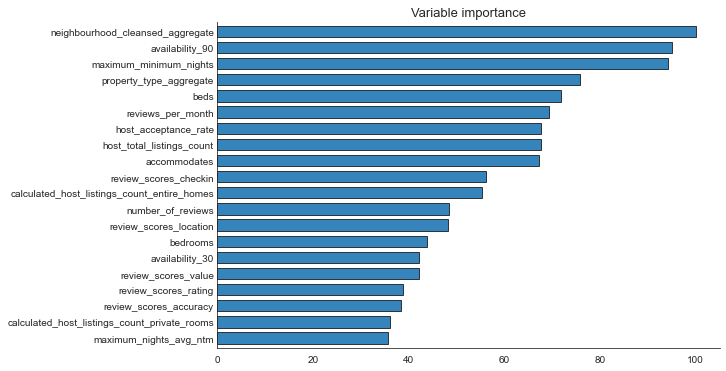 Variable importance
neighbourhood_cleansed_aggregate
availability_90
maximum_minimum_nights
property_type_aggregate
beds
reviews_per_month
host_acceptance_rate
host_total_listings_count
accommodates
review_scores_checkin
calculated_host_listings_count_entire_homes
number_of_reviews
review_scores_location
bedrooms
availability_30
review_scores_value
review_scores_rating
review_scores_accuracy
calculated_host_listings_count_private_rooms
maximum_nights_avg_ntm
0 20 40 60 80 100